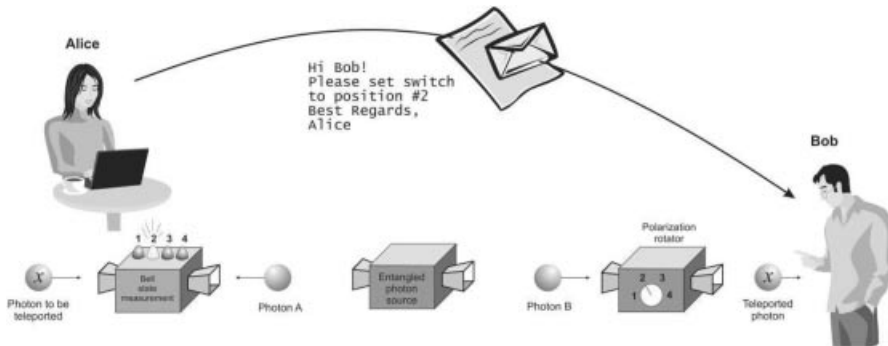 Alice
Hi Bob!
Please set switch
to position #2
Best Regards,
Alice
Bob
1 2 3 4
Bell
state
measurement
x
Photon to be
teleported
Photon A
Entangled
photon
source
Photon B
Polarization
rotator
2 3
1 4
x
Teleported
photon